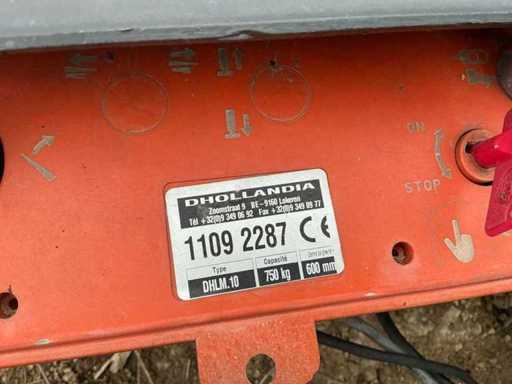 ON
STOP
DHOLLANDIA
Zoomstraat 9 BE-9160 Lokeren
Tél +32(0)9 349 06 92 Fax +32(0)9 349 09 77
1109 2287 CE
Type Capacité
DHLM.10 750 kg 600 mm